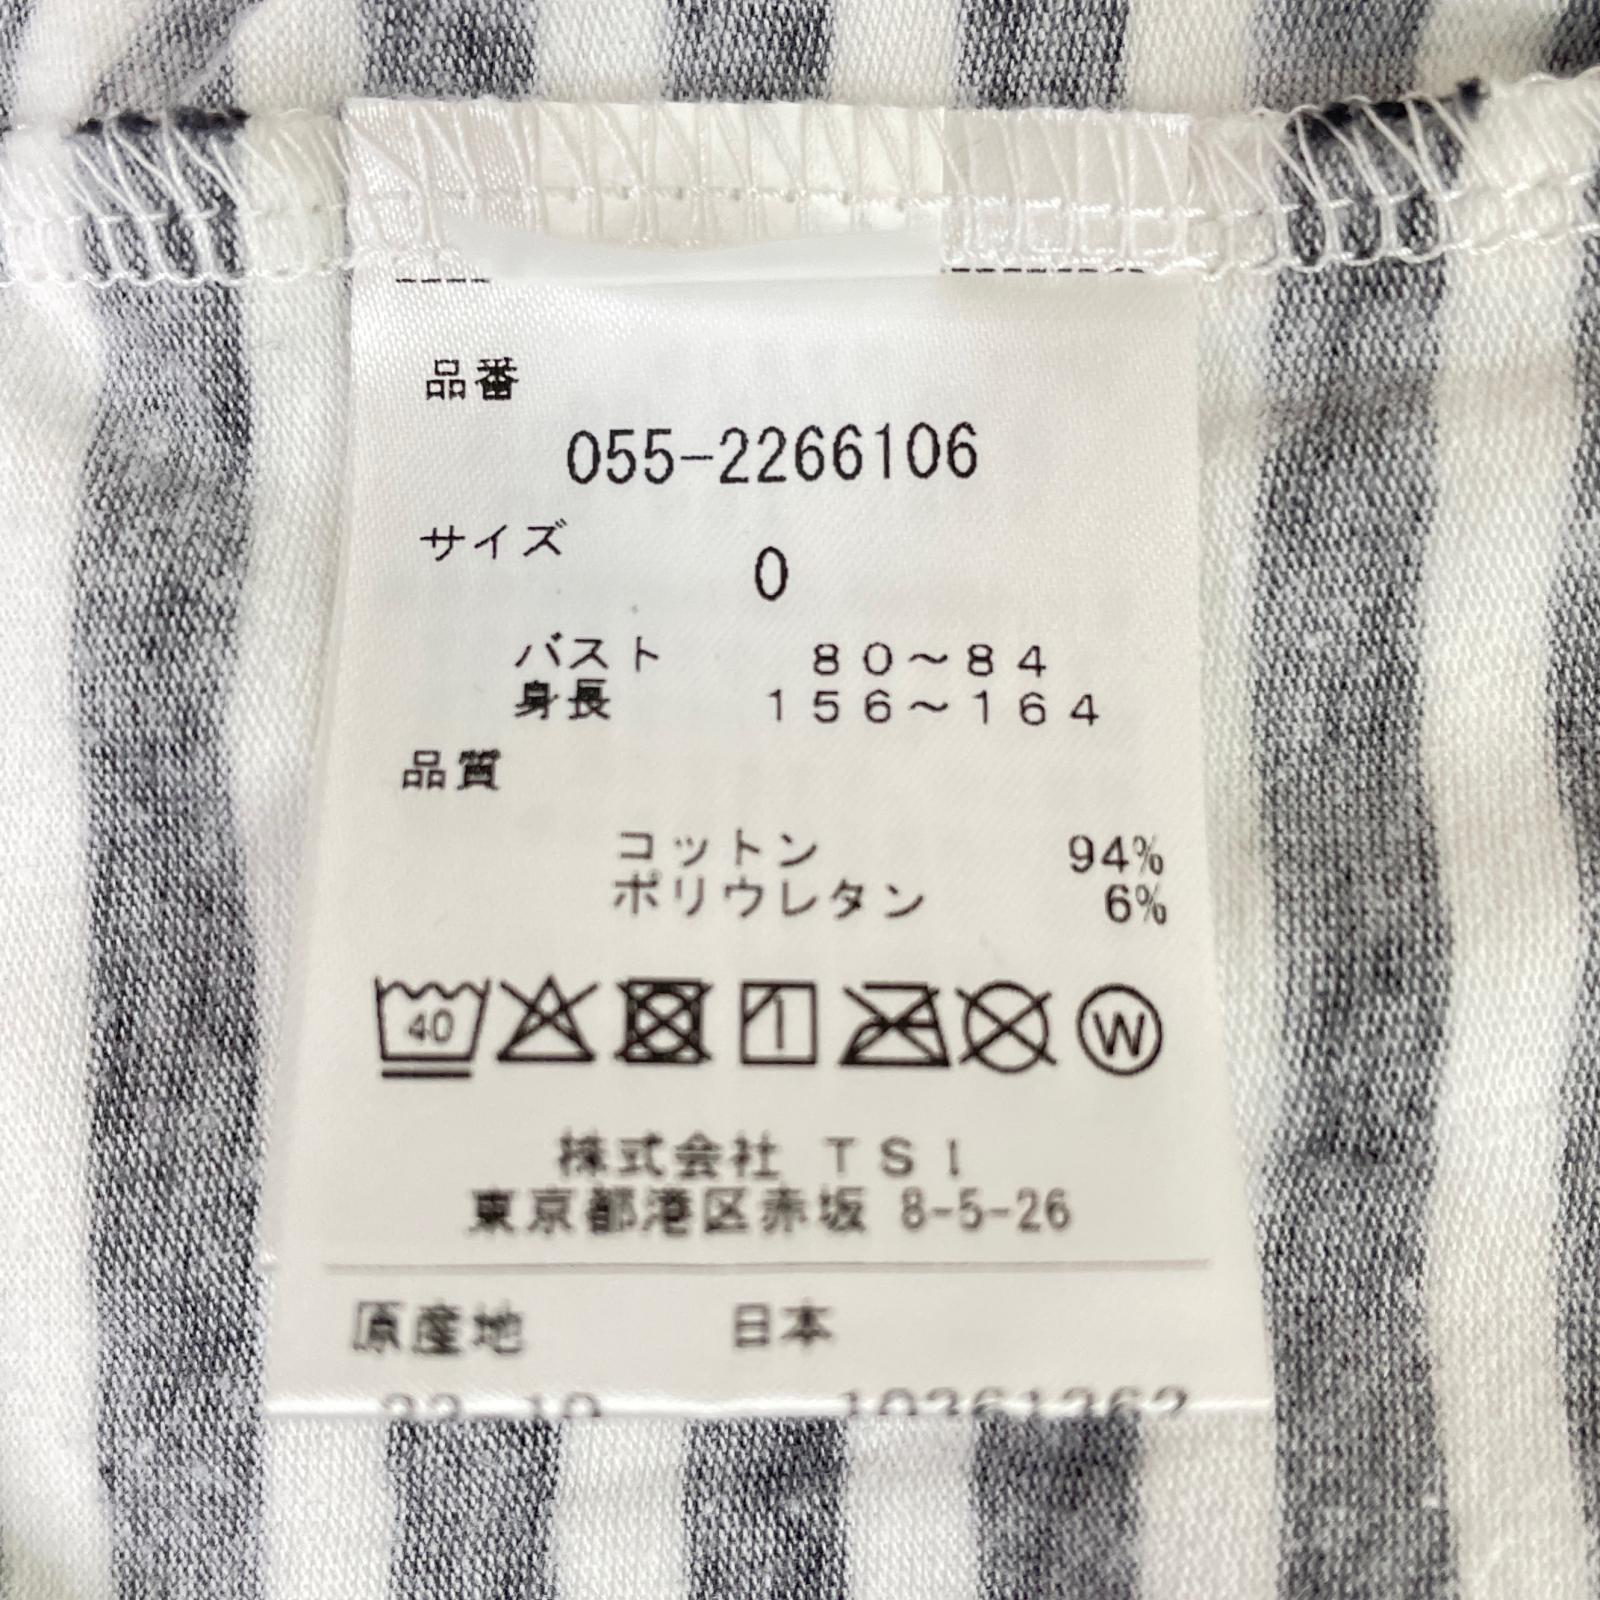 品番
055-2266106
サイズ
0
バスト 80～84
身長 156～164
品質
コットン 94%
ポリウレタン 6%
40
W
株式会社 TSI
東京都港区赤坂 8-5-26
原産地 日本